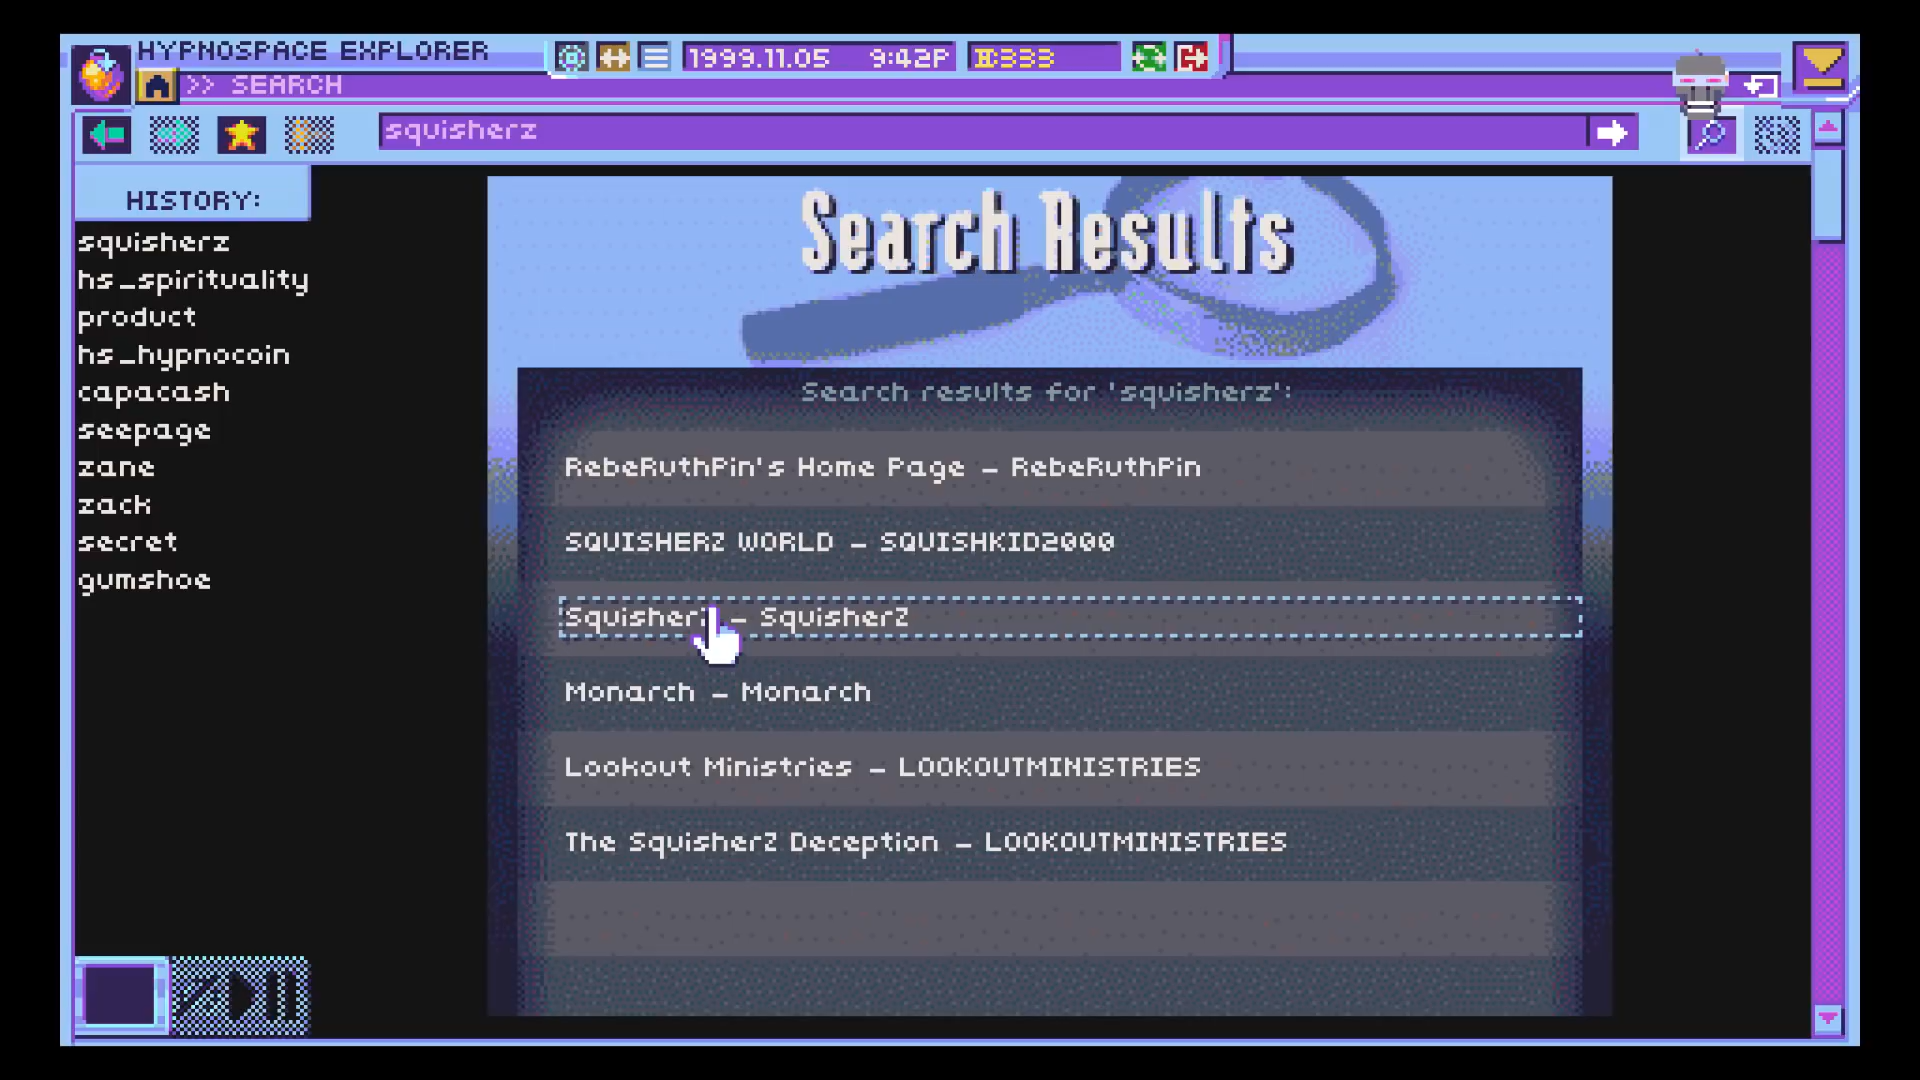 HYPNOSPACE EXPLORER
1999.11.05 9:42P
333
>> SEARCH
squisherz
HISTORY:
squisherz
hs_spirituality
product
hs_hypnocoin
capacash
seepage
zane
zack
secret
gumshoe
Search Results
Search results for 'squisherz':
RebeRuthPin's Home Page - RebeRuthPin
SQUISHERZ WORLD - SQUISHKID2000
SquisherZ - SquisherZ
Monarch - Monarch
Lookout Ministries - LOOKOUTMINISTRIES
The SquisherZ Deception - LOOKOUTMINISTRIES